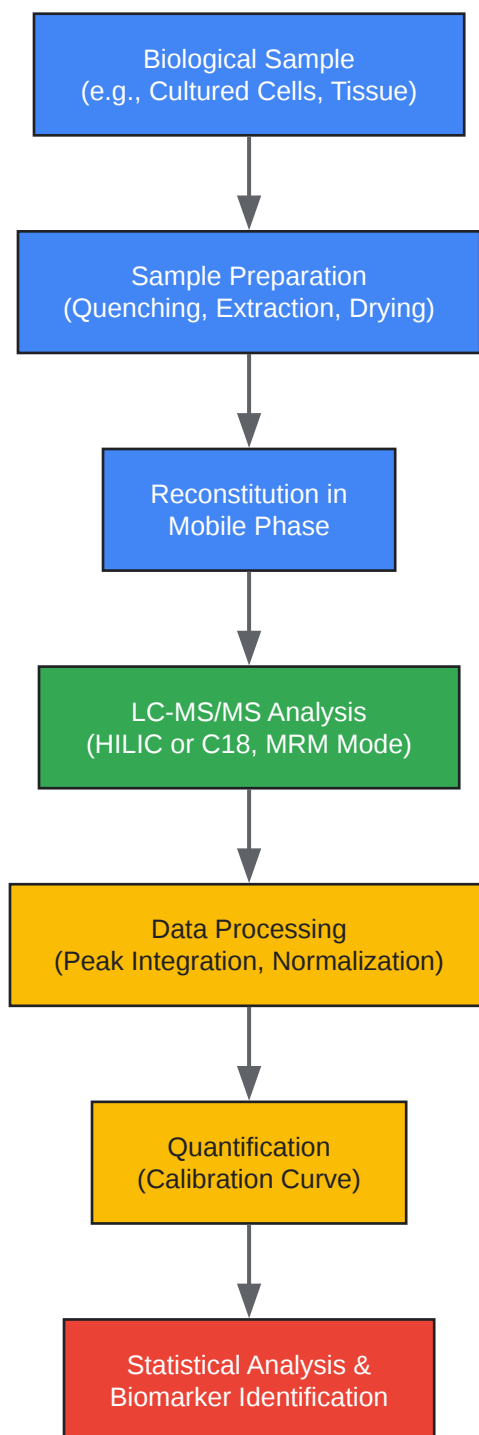 Biological Sample
(e.g., Cultured Cells, Tissue)
Sample Preparation
(Quenching, Extraction, Drying)
Reconstitution in
Mobile Phase
LC-MS/MS Analysis
(HILIC or C18, MRM Mode)
Data Processing
(Peak Integration, Normalization)
Quantification
(Calibration Curve)
Statistical Analysis &
Biomarker Identification